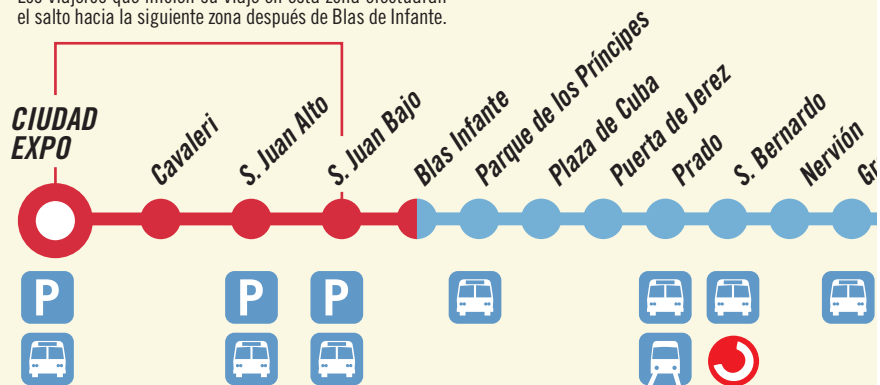 el salto hacia la siguiente zona después de Blas de Infante.
CIUDAD
EXPO
Cavaleri
S. Juan Alto
S. Juan Bajo
Blas Infante
Parque de los Príncipes
Plaza de Cuba
Puerta de Jerez
Prado
S. Bernardo
Nervión
Gr
P
P
P